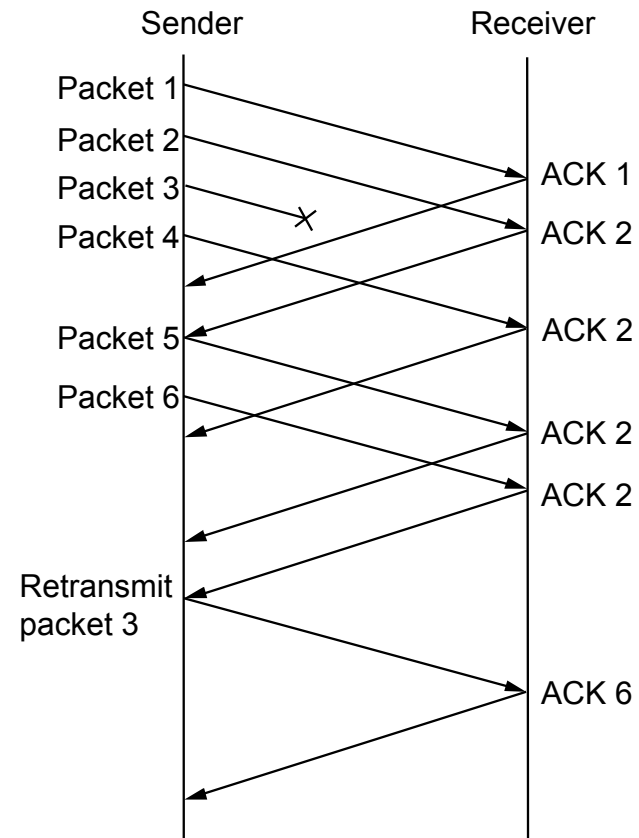 Sender Receiver
Packet 1
Packet 2
ACK 1
Packet 3
Packet 4
ACK 2
Packet 5
ACK 2
Packet 6
ACK 2
ACK 2
Retransmit
packet 3
ACK 6